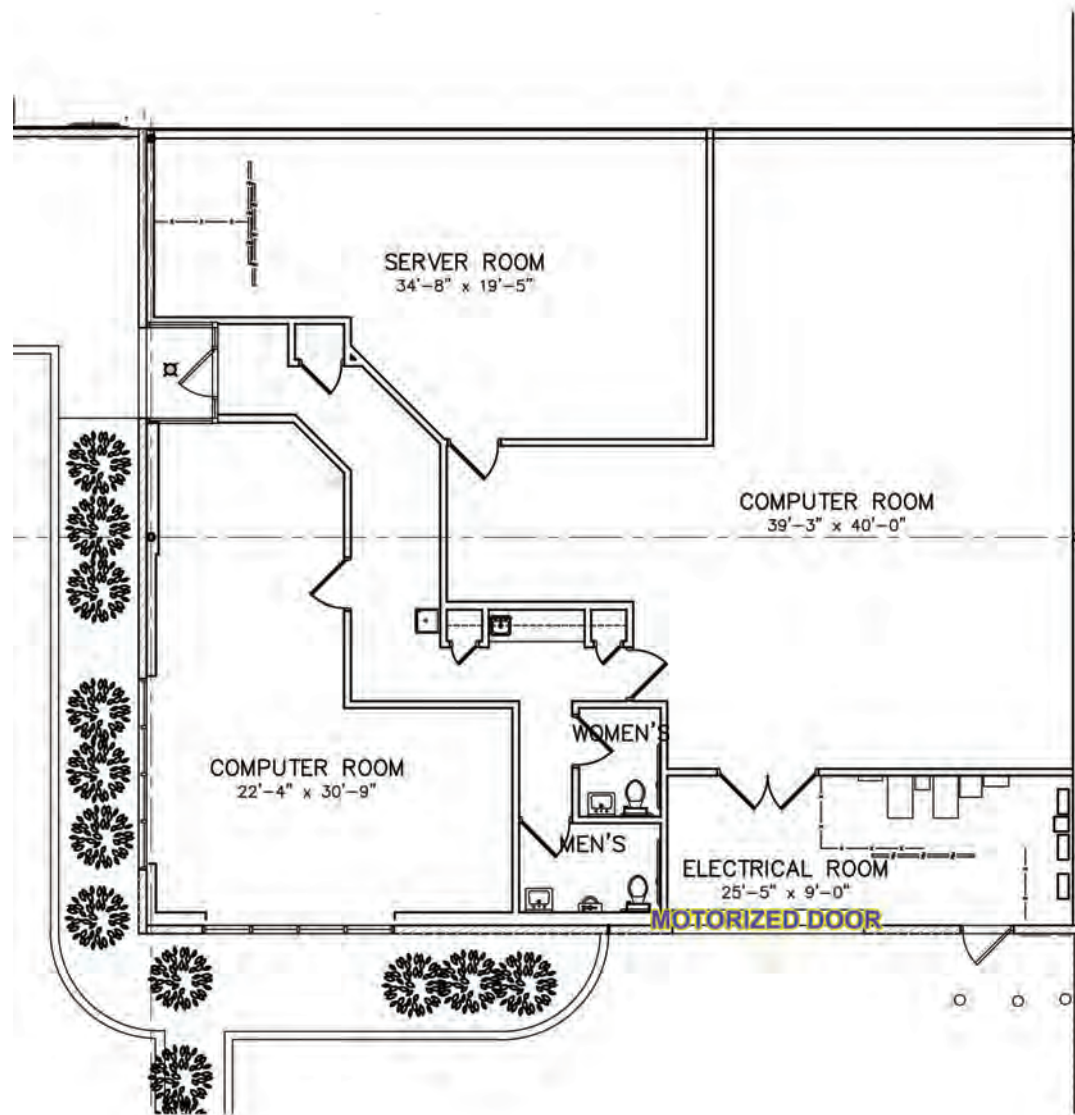 SERVER ROOM
34'-8" x 19'-5"
COMPUTER ROOM
39'-3" x 40'-0"
WOMEN'S
COMPUTER ROOM
22'-4" x 30'-9"
MEN'S
ELECTRICAL ROOM
25'-5" x 9'-0"
MOTORIZED DOOR